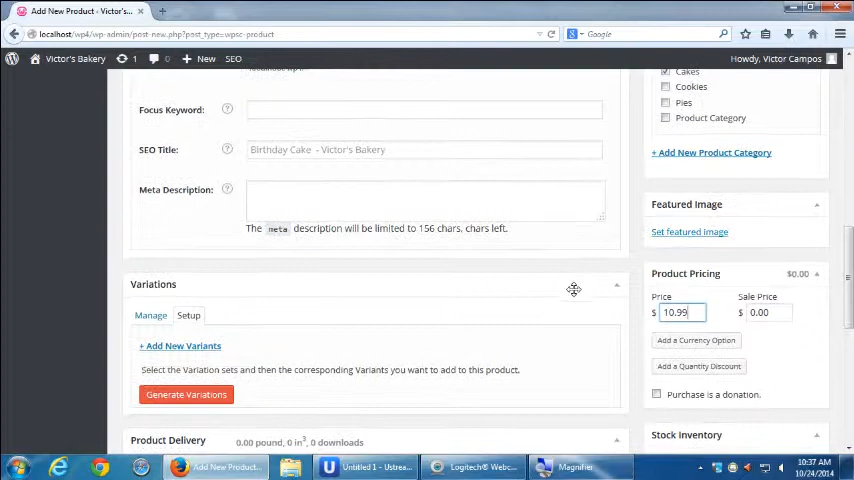 Add New Product - Victor's...
localhost/wp4/wp-admin/post-new.php?post_type=wpsc-product
Google
Victor's Bakery
1
0
New
SEO
Howdy, Victor Campos
Cakes
Cookies
Pies
Product Category
+ Add New Product Category
Focus Keyword:
SEO Title:
Birthday Cake - Victor's Bakery
Meta Description:
The meta description will be limited to 156 chars, chars left.
Featured Image
Set featured image
Product Pricing
$0.00
Price
Sale Price
$ 10.99
$ 0.00
Add a Currency Option
Add a Quantity Discount
Purchase is a donation.
Variations
Manage
Setup
+ Add New Variants
Select the Variation sets and then the corresponding Variants you want to add to this product.
Generate Variations
Product Delivery
0.00 pound, 0 in3, 0 downloads
Stock Inventory
Add New Product...
Untitled 1 - Ustrea...
Logitech® Webc...
Magnifier
10:37 AM
10/24/2014